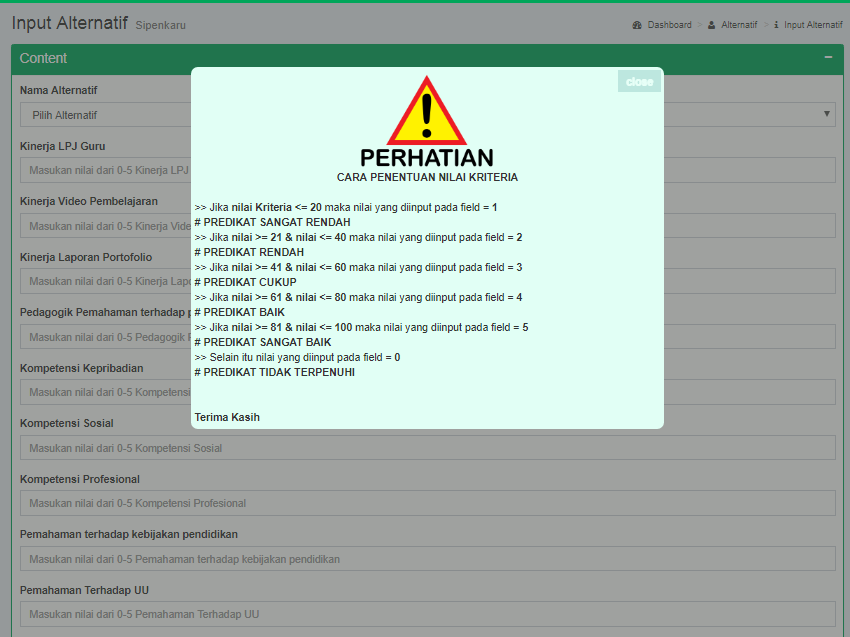 Input Alternatif Sipenkaru
Dashboard > Alternatif > Input Alternatif
Content
close
Nama Alternatif
Pilih Alternatif
Kinerja LPJ Guru
Masukan nilai dari 0-5 Kinerja LPJ
Kinerja Video Pembelajaran
Masukan nilai dari 0-5 Kinerja
Kinerja Laporan Portofolio
Masukan nilai dari 0-5 Kinerja
Pedagogik Pemahaman terhadap
Masukan nilai dari 0-5 Pedagogik
Kompetensi Kepribadian
Masukan nilai dari 0-5 Kompetensi
Kompetensi Sosial
Masukan nilai dari 0-5 Kompetensi Sosial
Kompetensi Profesional
Masukan nilai dari 0-5 Kompetensi Profesional
Pemahaman terhadap kebijakan pendidikan
Masukan nilai dari 0-5 Pemahaman terhadap kebijakan pendidikan
Pemahaman Terhadap UU
Masukan nilai dari 0-5 Pemahaman Terhadap UU
PERHATIAN
CARA PENENTUAN NILAI KRITERIA
>> Jika nilai Kriteria <= 20 maka nilai yang diinput pada field = 1
# PREDIKAT SANGAT RENDAH
>> Jika nilai >= 21 & nilai <= 40 maka nilai yang diinput pada field = 2
# PREDIKAT RENDAH
>> Jika nilai >= 41 & nilai <= 60 maka nilai yang diinput pada field = 3
# PREDIKAT CUKUP
>> Jika nilai >= 61 & nilai <= 80 maka nilai yang diinput pada field = 4
# PREDIKAT BAIK
>> Jika nilai >= 81 & nilai <= 100 maka nilai yang diinput pada field = 5
# PREDIKAT SANGAT BAIK
>> Selain itu nilai yang diinput pada field = 0
# PREDIKAT TIDAK TERPENUHI
Terima Kasih